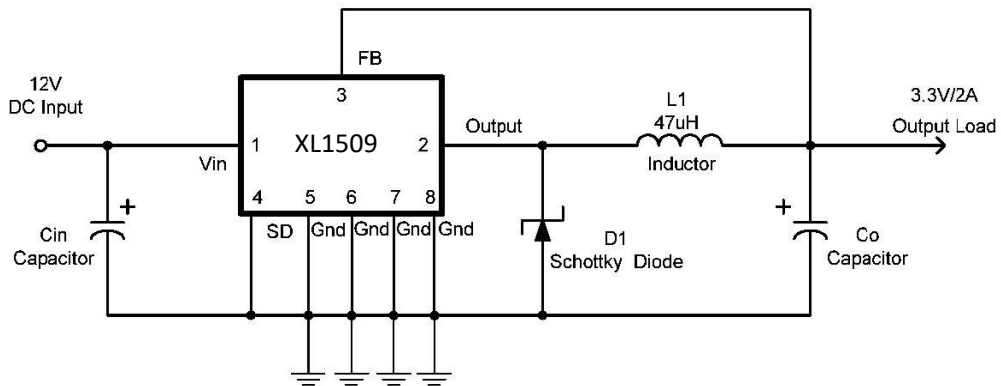 FB
12V
DC Input
3
L1
3.3V/2A
47uH
Output
Output Load
1
XL1509
2
Vin
Inductor
4
5
6
7
8
+
SD
Gnd
Gnd
Gnd
Gnd
+
Cin
Capacitor
D1
Schottky Diode
Co
Capacitor